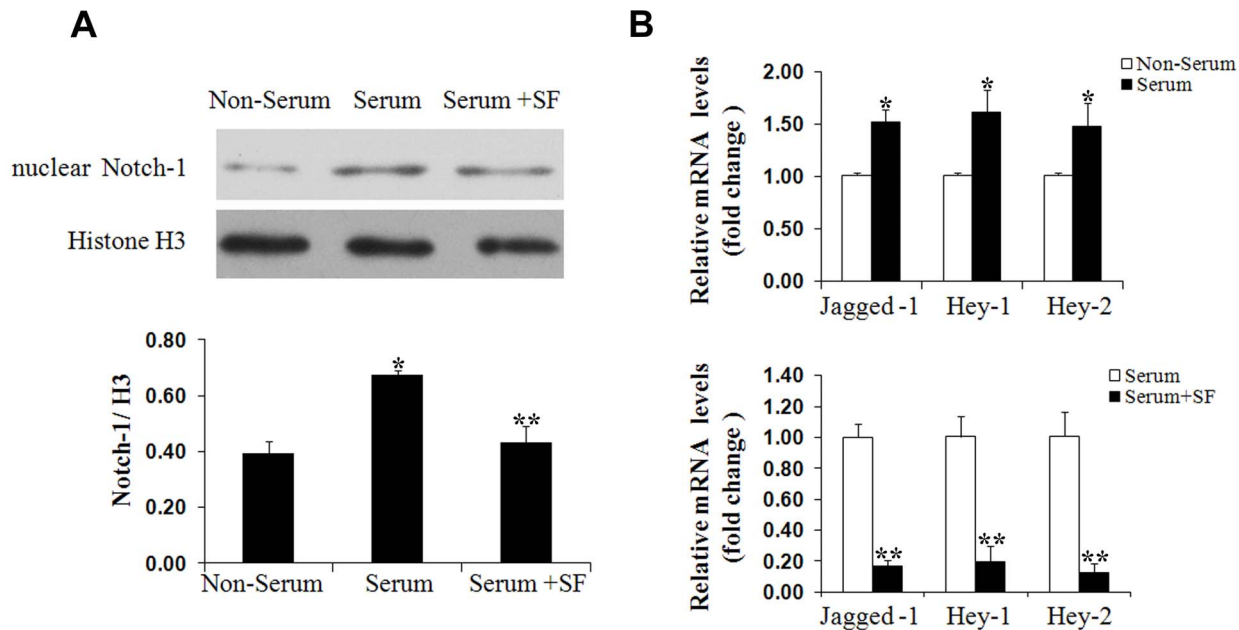 A
Non-Serum Serum Serum +SF
nuclear Notch-1
Histone H3
Notch-1/ H3
0.80
0.60
0.40
0.20
0.00
*
**
Non-Serum Serum Serum +SF
B
Relative mRNA levels
(fold change )
2.00
1.50
1.00
0.50
0.00
* * *
Non-Serum
Serum
Jagged -1 Hey-1 Hey-2
Relative mRNA levels
(fold change )
1.40
1.20
1.00
0.80
0.60
0.40
0.20
0.00
** ** **
Serum
Serum+SF
Jagged -1 Hey-1 Hey-2